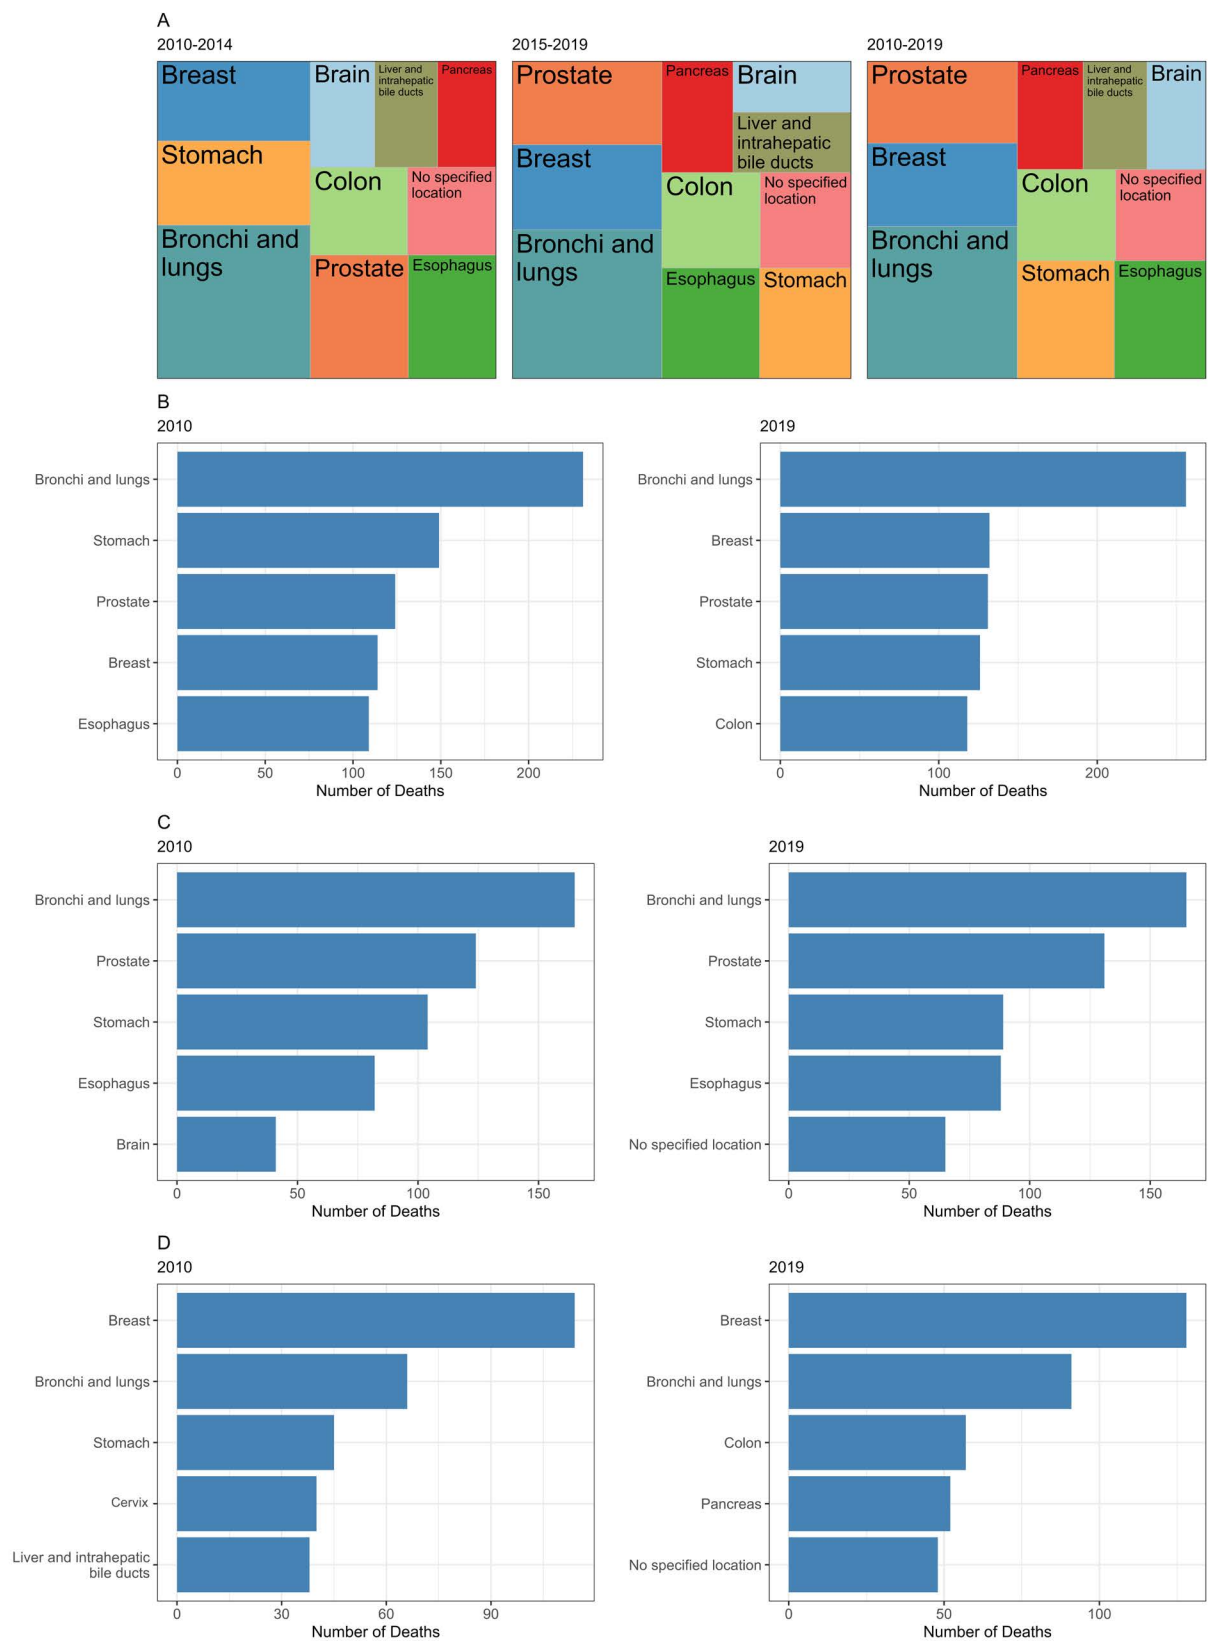 A
2010-2014
2015-2019
2010-2019
Breast
Brain
Liver and
intrahepatic
bile ducts
Pancreas
Stomach
Colon
No specified
location
Bronchi and
lungs
Prostate
Esophagus
Prostate
Pancreas
Brain
Liver and
intrahepatic
bile ducts
Breast
Colon
No specified
location
Bronchi and
lungs
Esophagus
Stomach
Prostate
Pancreas
Liver and
intrahepatic
bile ducts
Brain
Breast
Colon
No specified
location
Bronchi and
lungs
Stomach
Esophagus
B
2010
Bronchi and lungs
Stomach
Prostate
Breast
Esophagus
0 50 100 150 200
Number of Deaths
2019
Bronchi and lungs
Breast
Prostate
Stomach
Colon
0 100 200
Number of Deaths
C
2010
Bronchi and lungs
Prostate
Stomach
Esophagus
Brain
0 50 100 150
Number of Deaths
2019
Bronchi and lungs
Prostate
Stomach
Esophagus
No specified location
0 50 100 150
Number of Deaths
D
2010
Breast
Bronchi and lungs
Stomach
Cervix
Liver and intrahepatic
bile ducts
0 30 60 90
Number of Deaths
2019
Breast
Bronchi and lungs
Colon
Pancreas
No specified location
0 50 100
Number of Deaths